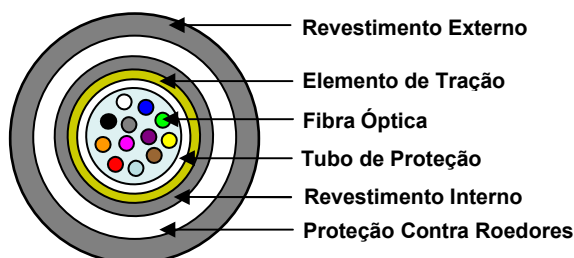 Revestimento Externo
Elemento de Tração
Fibra Óptica
Tubo de Proteção
Revestimento Interno
Proteção Contra Roedores